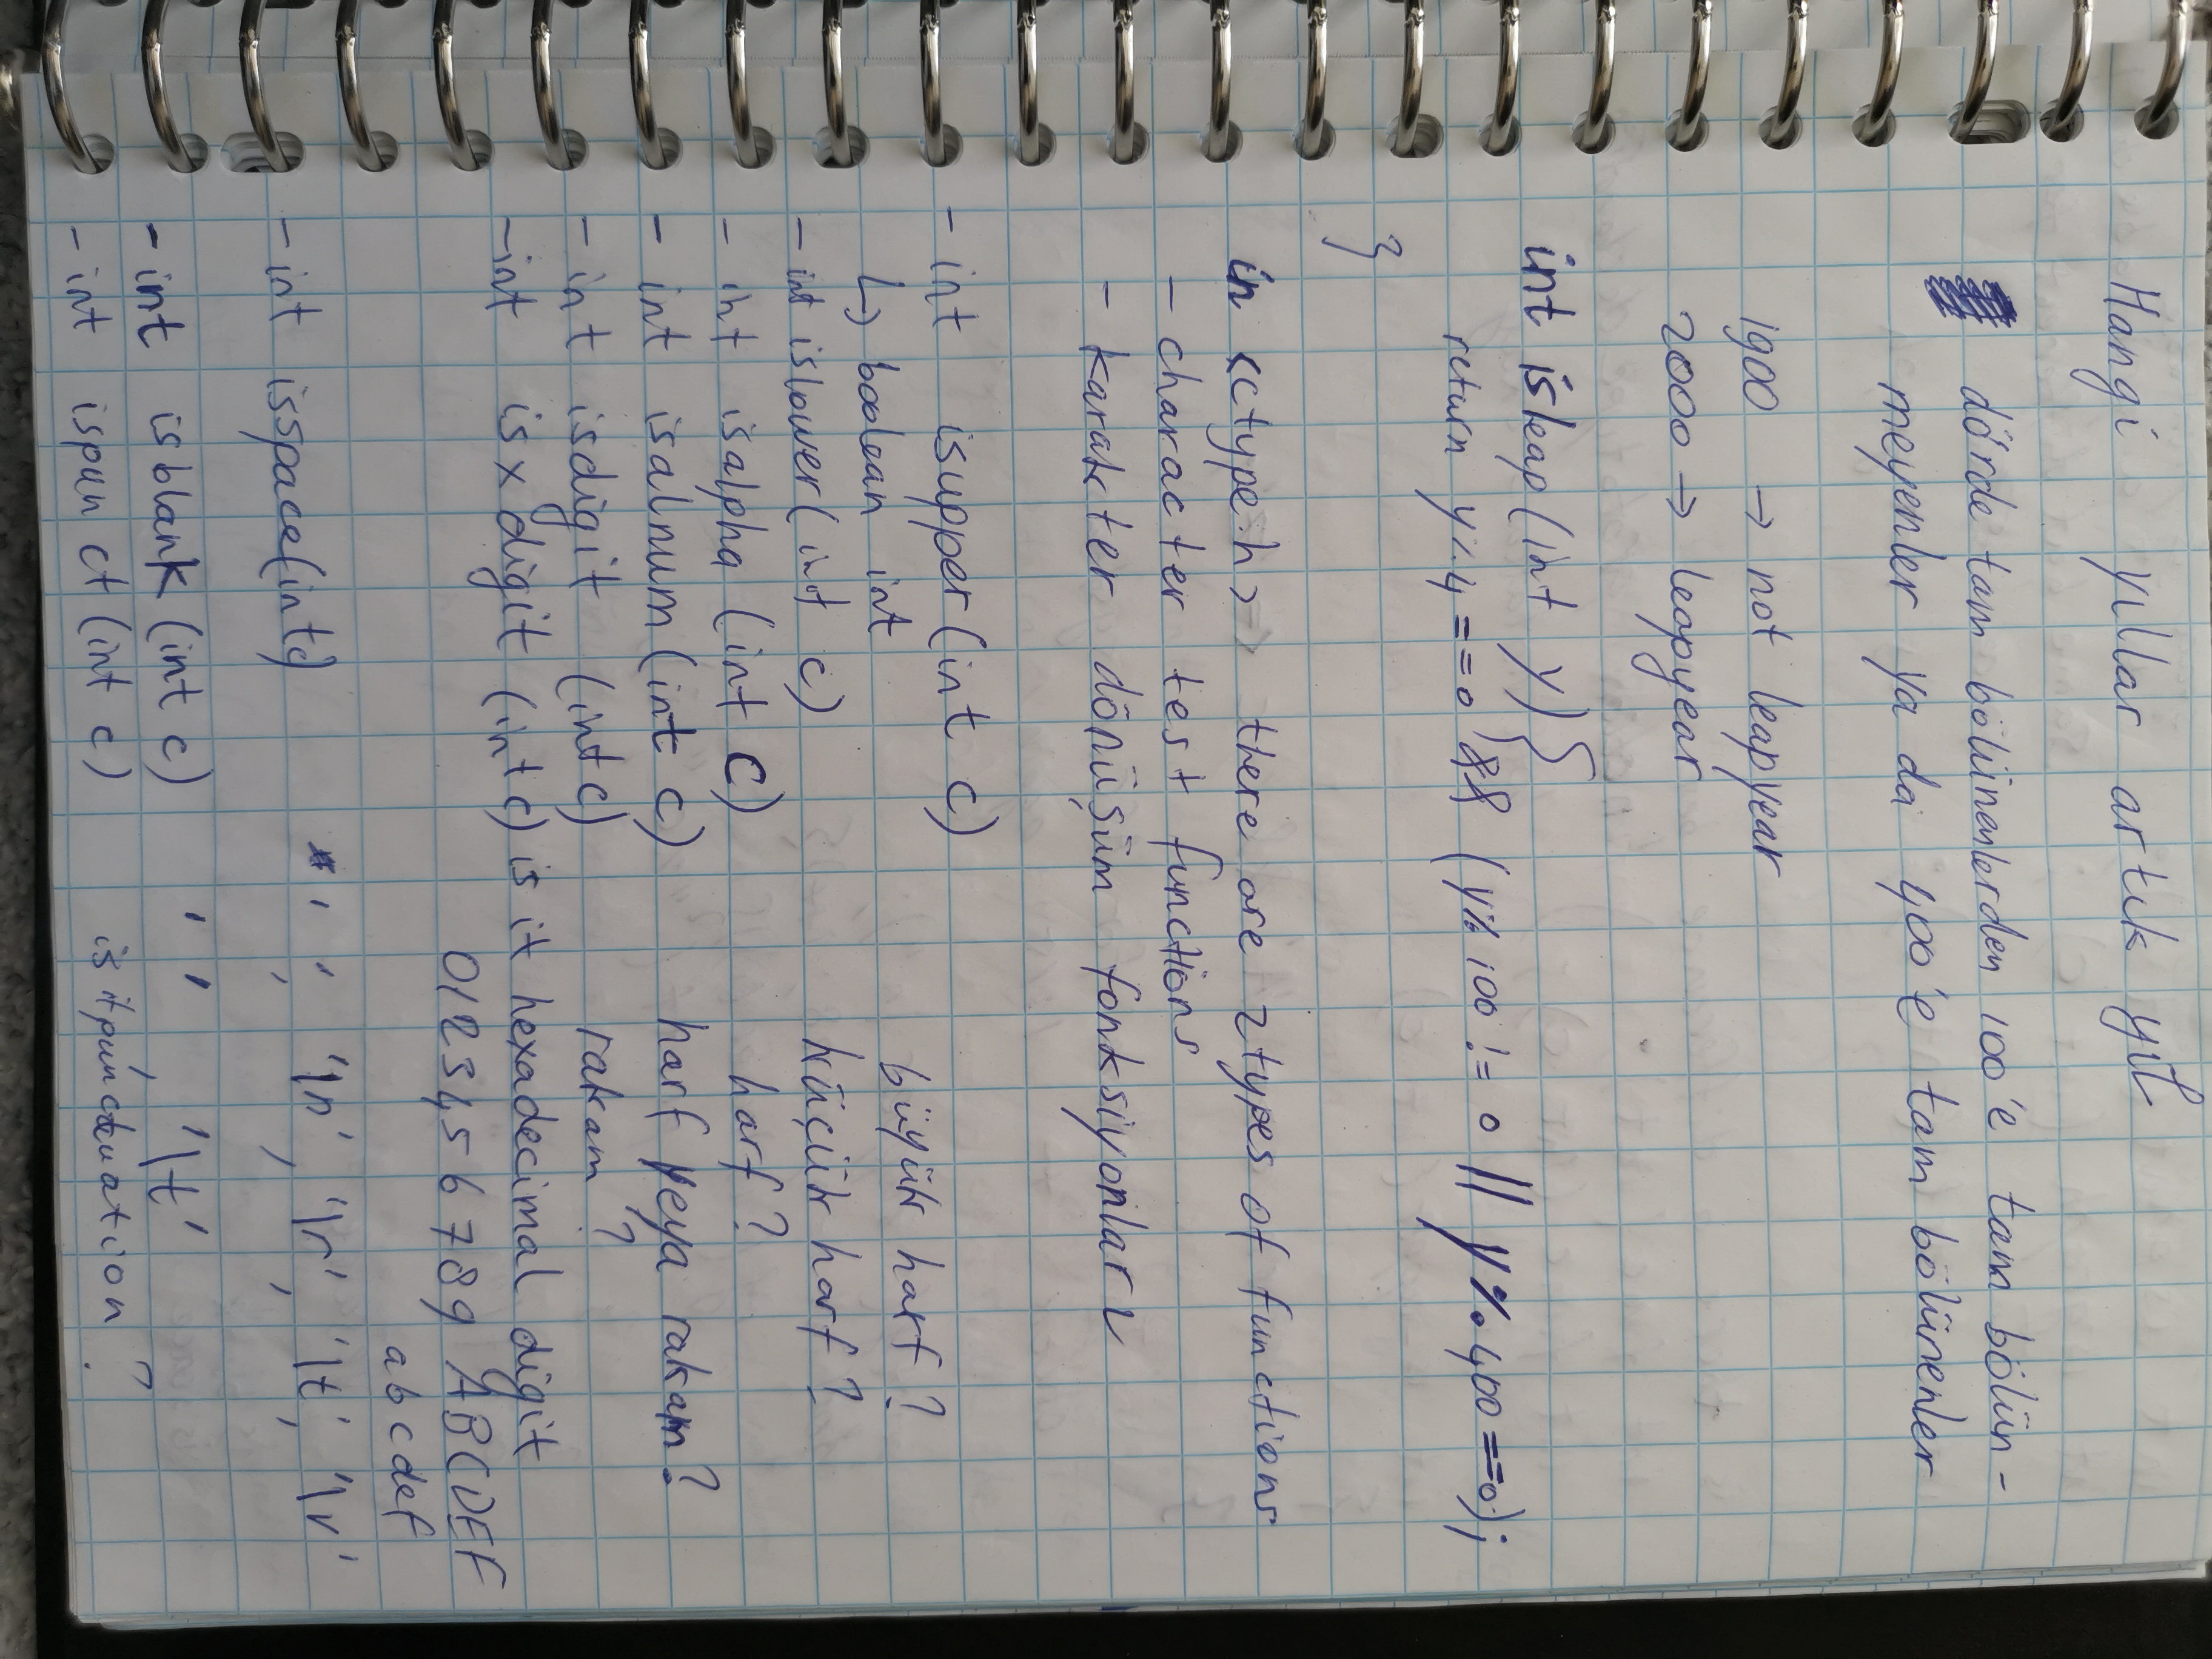 Hangi yıllar artık yıl
dörde tam bölünenlerden 100'e tam bölün-
meyenler ya da 400'e tam bölünenler
1900 → not leapyear
2000 → leapyear
int isleap(int y){
return y%4==0 && (y%100 != 0 || y%400==0);
}
in <ctype.h> there are 2 types of functions
- character test functions
- karakter dönüşüm fonksiyonları
- int isupper(int c)
büyük harf?
↳ boolean int
- int islower(int c) küçük harf?
- int isalpha (int c) harf?
- int isalnum(int c) harf veya rakam?
- int isdigit (int c) rakam?
- int isxdigit (int c) is it hexadecimal digit
0123456789 ABCDEF
abcdef
- int isspace(int c) ' ', '\n', '\r', '\t', '\v'
- int isblank(int c) ' ', '\t'
- int ispunct(int c) is it punctuation?